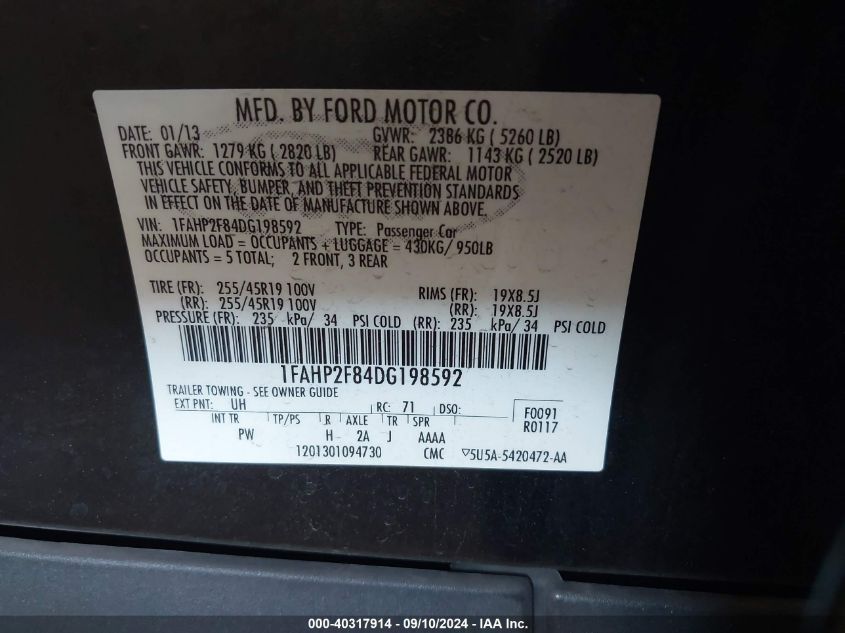 MFD. BY FORD MOTOR CO.
DATE: 01/13 GVWR: 2386 KG ( 5260 LB)
FRONT GAWR: 1279 KG ( 2820 LB) REAR GAWR: 1143 KG ( 2520 LB)
THIS VEHICLE CONFORMS TO ALL APPLICABLE FEDERAL MOTOR
VEHICLE SAFETY, BUMPER, AND THEFT PREVENTION STANDARDS
IN EFFECT ON THE DATE OF MANUFACTURE SHOWN ABOVE.
VIN: 1FAHP2F84DG198592 TYPE: Passenger Car
MAXIMUM LOAD = OCCUPANTS + LUGGAGE = 430KG/ 950LB
OCCUPANTS = 5 TOTAL; 2 FRONT, 3 REAR
TIRE (FR): 255/45R19 100V RIMS (FR): 19X8.5J
(RR): 255/45R19 100V (RR): 19X8.5J
PRESSURE (FR): 235 kPa/ 34 PSI COLD (RR): 235 kPa/ 34 PSI COLD
1FAHP2F84DG198592
TRAILER TOWING - SEE OWNER GUIDE
EXT PNT: UH RC: 71 DSO: F0091
INT TR TP/PS R AXLE TR SPR R0117
PW H 2A J AAAA
1201301094730 CMC ▽5U5A-5420472-AA
000-40317914 - 09/10/2024 - IAA Inc.